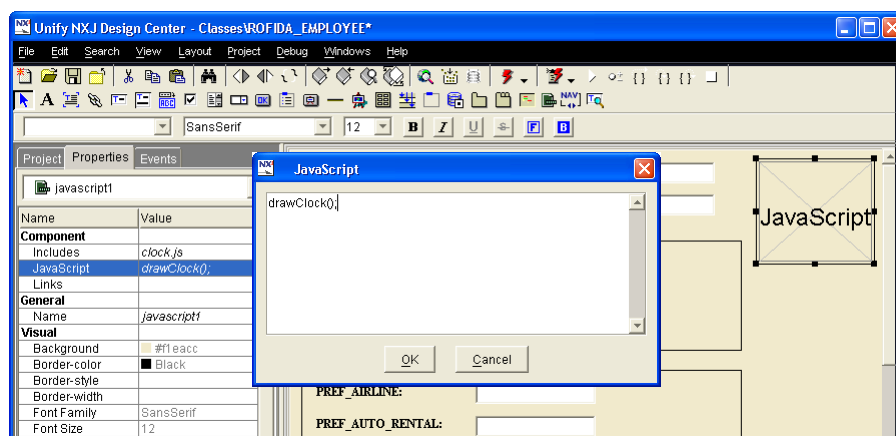 Unify NXJ Design Center - Classes\ROFIDA_EMPLOYEE*
File Edit Search View Layout Project Debug Windows Help
SansSerif 12 B I U S F B
Project Properties Events
javascript1
Name Value
Component
Includes clock.js
JavaScript drawClock();
Links
General
Name javascript1
Visual
Background #f1eacc
Border-color Black
Border-style
Border-width
Font Family SansSerif
Font Size 12
JavaScript
drawClock();
OK Cancel
JavaScript
PREF_AIRLINE:
PREF_AUTO_RENTAL: